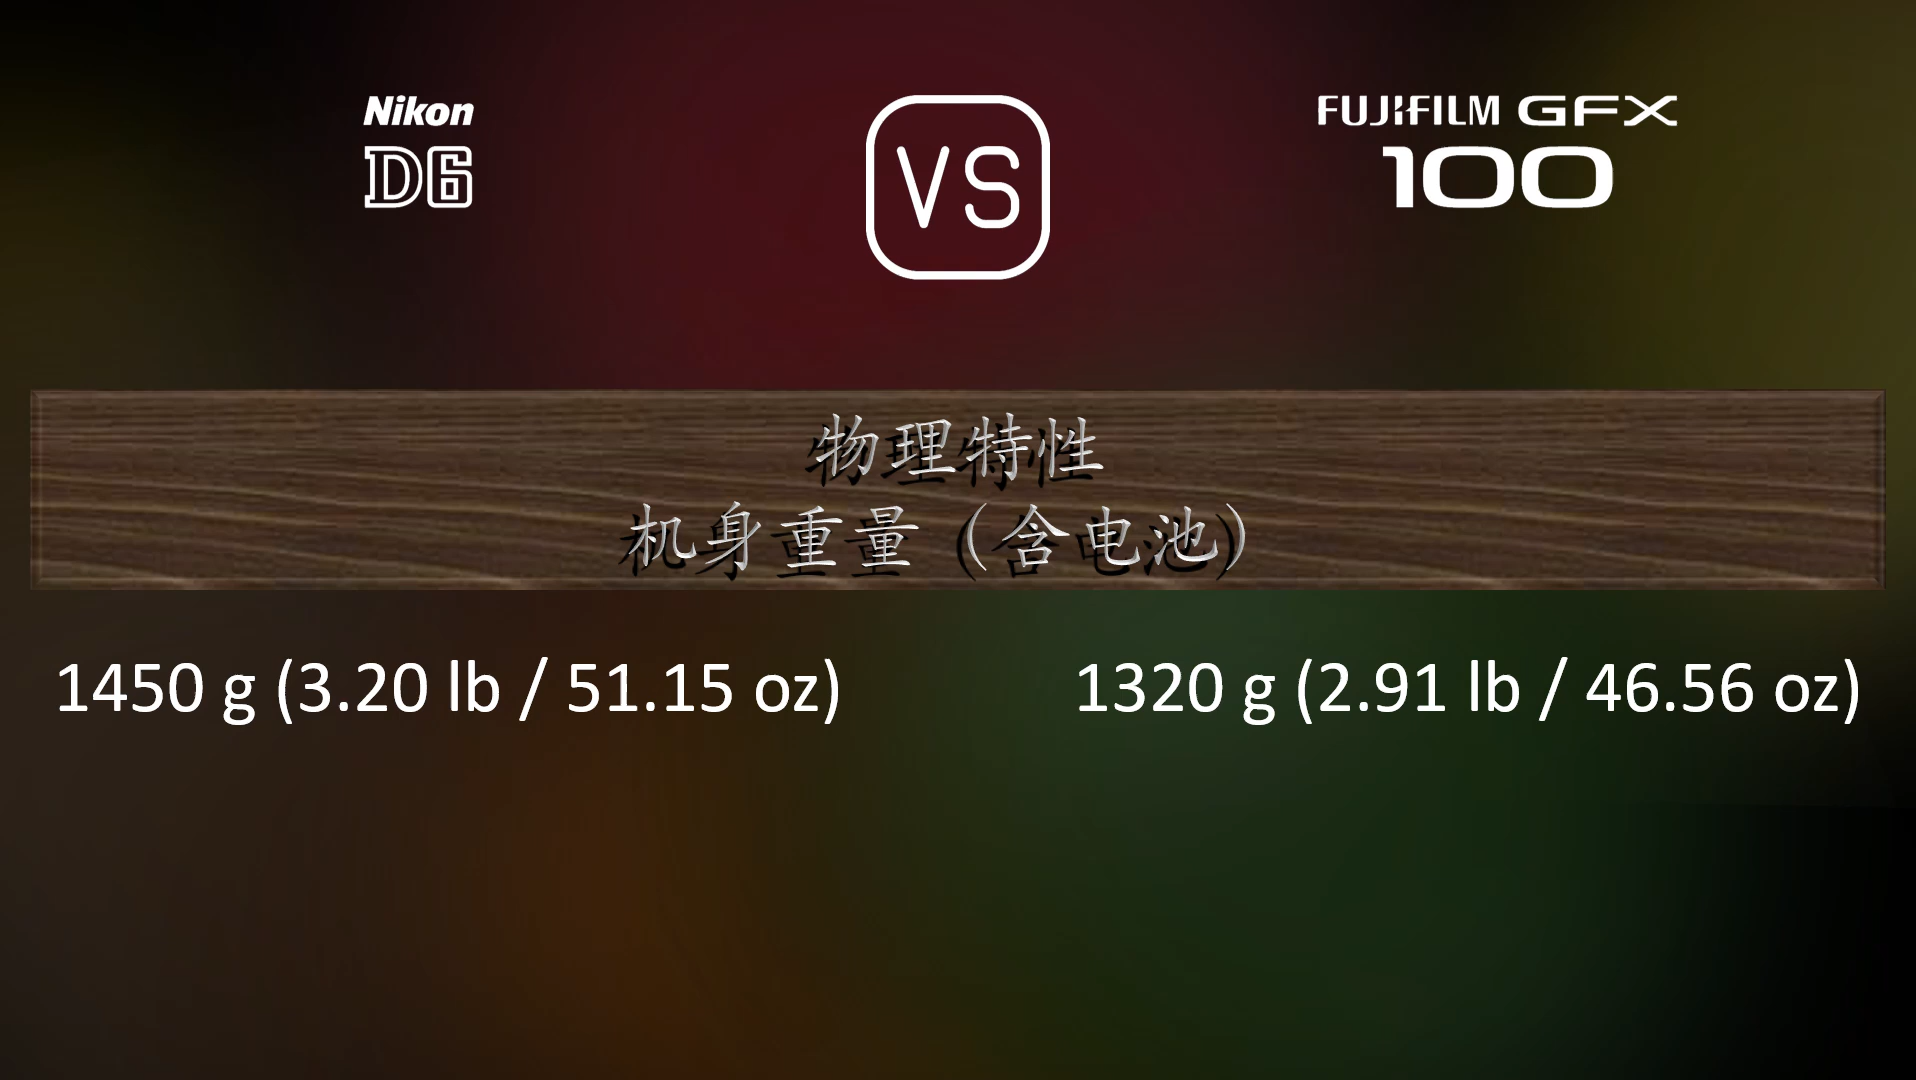 Nikon
D6
VS
FUJIFILM GFX
100
物理特性
机身重量（含电池）
1450 g (3.20 lb / 51.15 oz)
1320 g (2.91 lb / 46.56 oz)